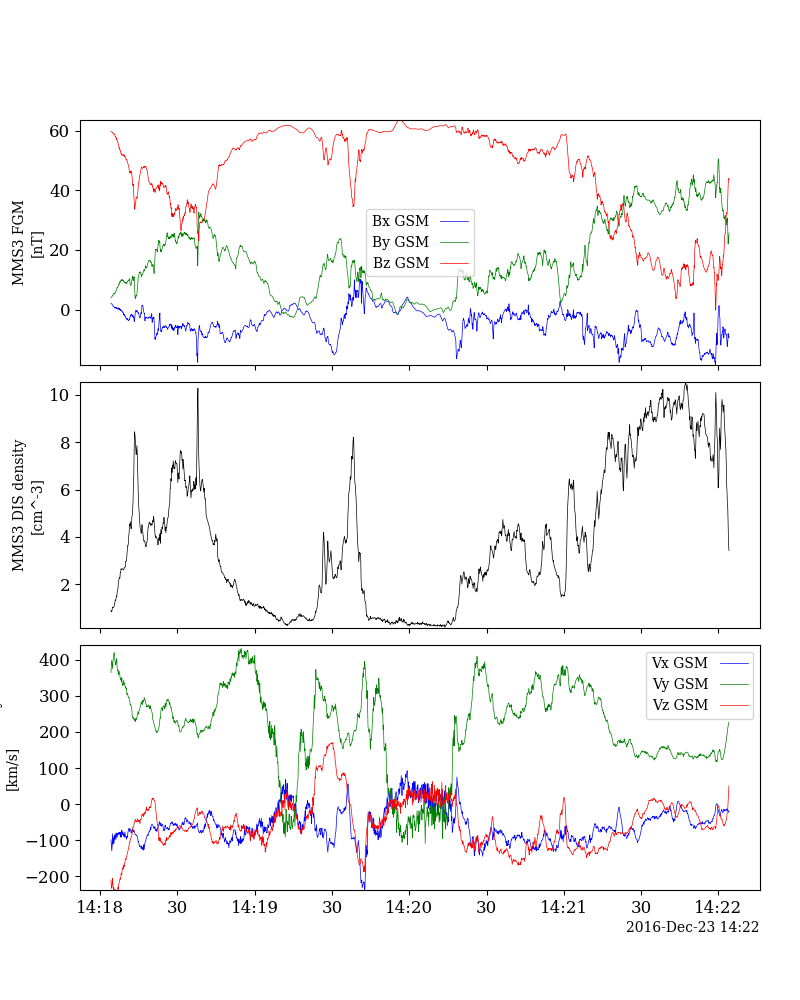 60
40
20
0
MMS3 FGM
[nT]
Bx GSM
By GSM
Bz GSM
10
8
6
4
2
MMS3 DIS density
[cm^-3]
400
300
200
100
0
−100
−200
[km/s]
Vx GSM
Vy GSM
Vz GSM
14:18 30 14:19 30 14:20 30 14:21 30 14:22
2016-Dec-23 14:22